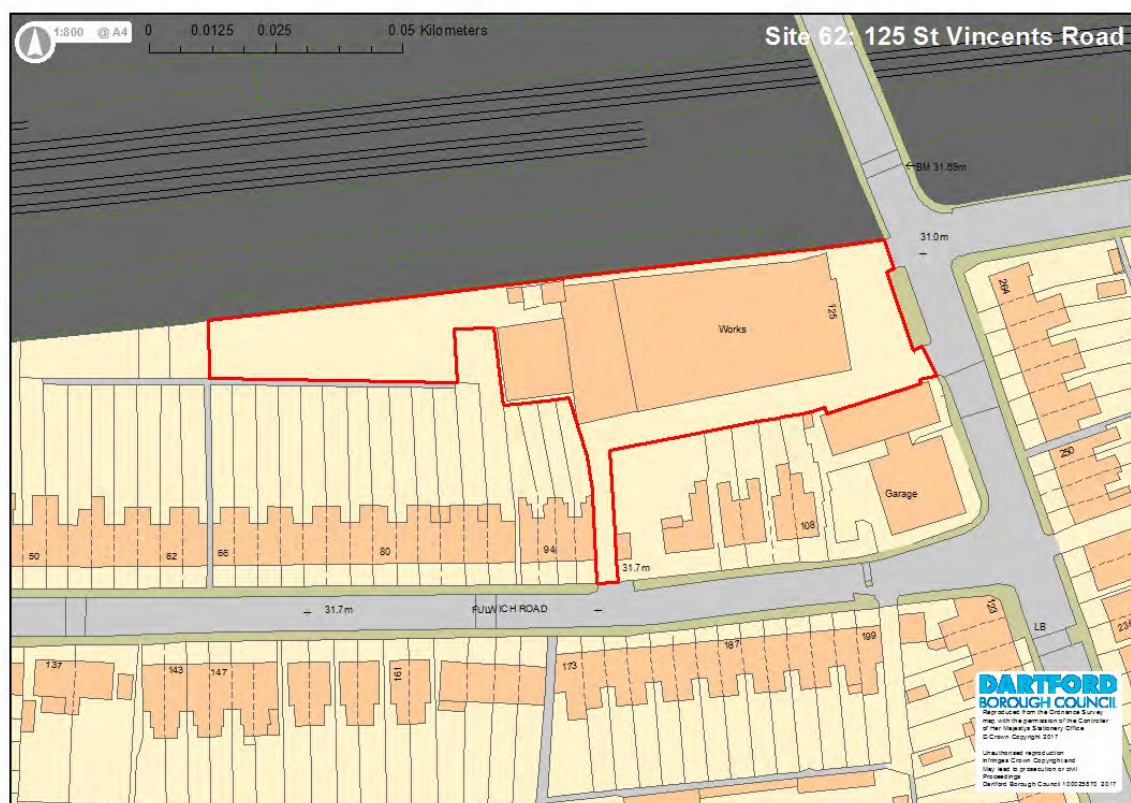 1:800 @ A4
0 0.0125 0.025 0.05 Kilometers
Site 62: 125 St Vincents Road
BM 31.69m
31.0m
264
125
Works
250
Garage
108
50
62
66
80
94
31.7m
31.7m
FULWICH ROAD
123
LB
137
143
147
161
173
187
199
DARTFORD
BOROUGH COUNCIL
Reproduced from the Ordnance Survey
map with the permission of the Controller
of Her Majestys Stationery Office
© Crown Copyright 2017
Unauthorised reproduction
infringes Crown Copyright and
May lead to prosecution or civil
Proceedings
Dartford Borough Council 100025870 2017